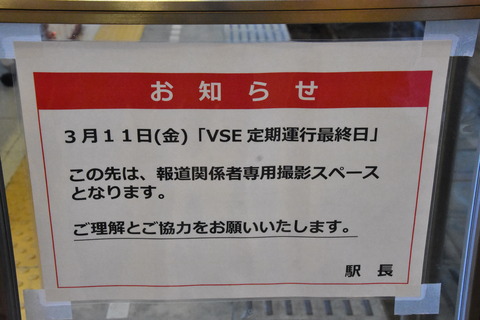 お知らせ
３月１１日(金)「VSE 定期運行最終日」
この先は、報道関係者専用撮影スペース
となります。
ご理解とご協力をお願いいたします。
駅　長